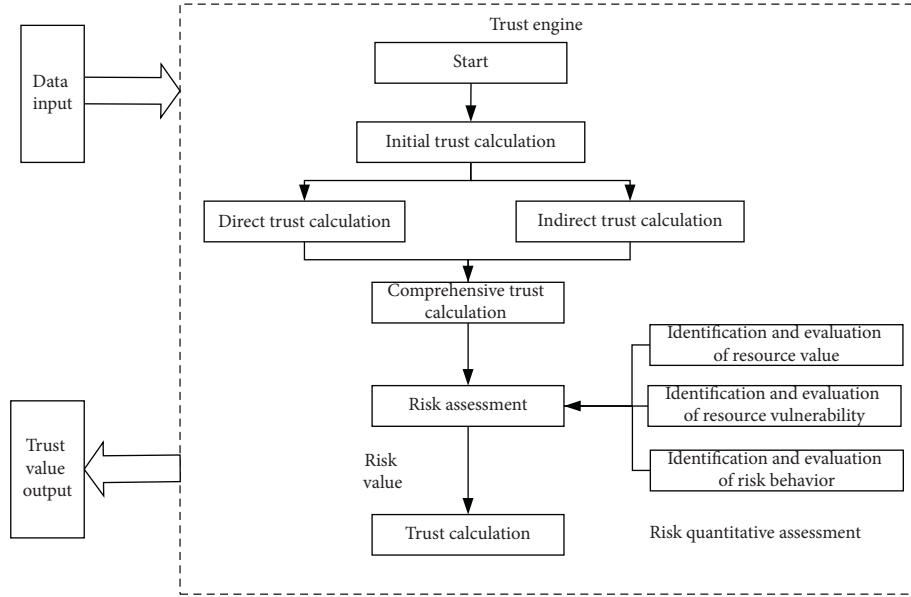 Trust engine
Data
input
Start
Initial trust calculation
Direct trust calculation
Indirect trust calculation
Comprehensive trust
calculation
Identification and evaluation
of resource value
Risk assessment
Identification and evaluation
of resource vulnerability
Trust
value
output
Risk
value
Identification and evaluation
of risk behavior
Trust calculation
Risk quantitative assessment